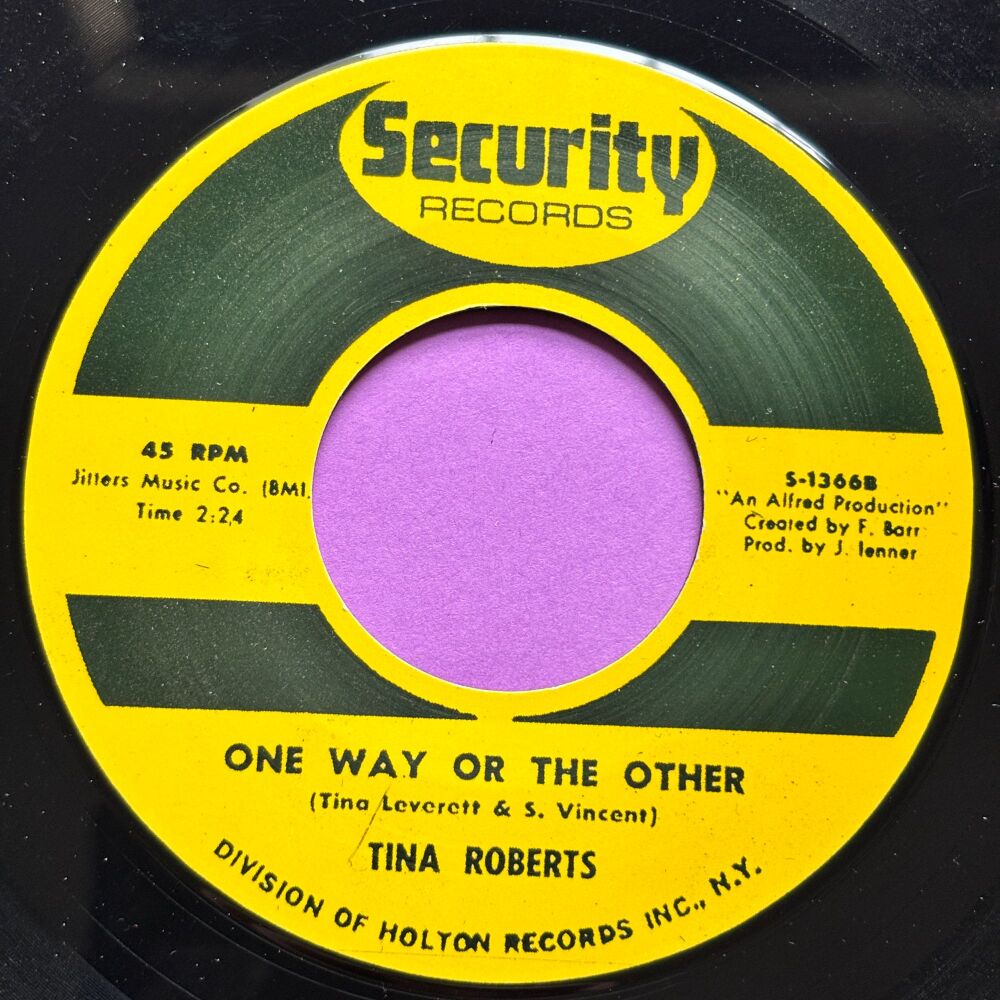 Security
RECORDS
45 RPM
Jitters Music Co. (BMI.
Time 2:24
S-1366B
"An Alfred Production"
Created by F. Barr
Prod. by J. Ienner
ONE WAY OR THE OTHER
(Tina Leverett & S. Vincent)
TINA ROBERTS
DIVISION OF HOLTON RECORDS INC., N.Y.